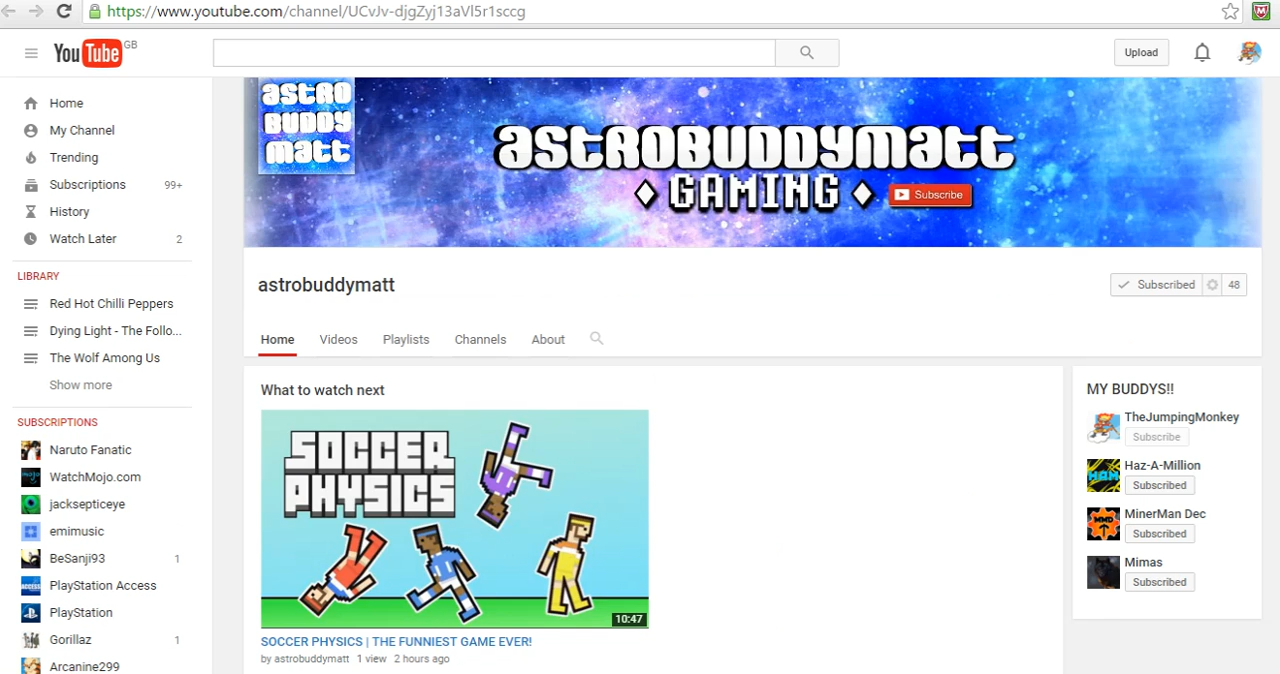 https://www.youtube.com/channel/UCvJv-djgZyj13aVl5r1sccg
YouTube GB
Upload
Home
My Channel
Trending
Subscriptions 99+
History
Watch Later 2
LIBRARY
Red Hot Chilli Peppers
Dying Light - The Follo...
The Wolf Among Us
Show more
SUBSCRIPTIONS
Naruto Fanatic
WatchMojo.com
jacksepticeye
emimusic
BeSanji93 1
PlayStation Access
PlayStation
Gorillaz 1
Arcanine299
ASTRO
BUDDY
MATT
ASTROBUDDYMATT
GAMING
Subscribe
astrobuddymatt
Subscribed 48
Home Videos Playlists Channels About
What to watch next
SOCCER
PHYSICS
10:47
SOCCER PHYSICS | THE FUNNIEST GAME EVER!
by astrobuddymatt 1 view 2 hours ago
MY BUDDYS!!
TheJumpingMonkey
Subscribe
HAM
Haz-A-Million
Subscribed
MMD
MinerMan Dec
Subscribed
Mimas
Subscribed